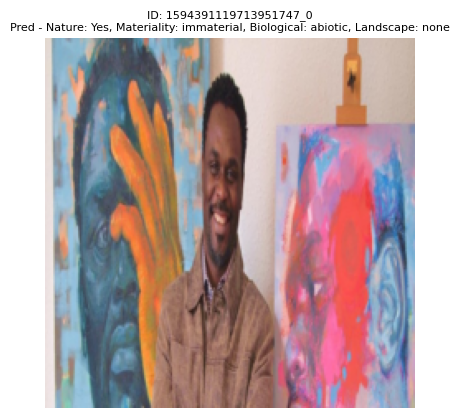 ID: 1594391119713951747_0
Pred - Nature: Yes, Materiality: immaterial, Biological: abiotic, Landscape: none